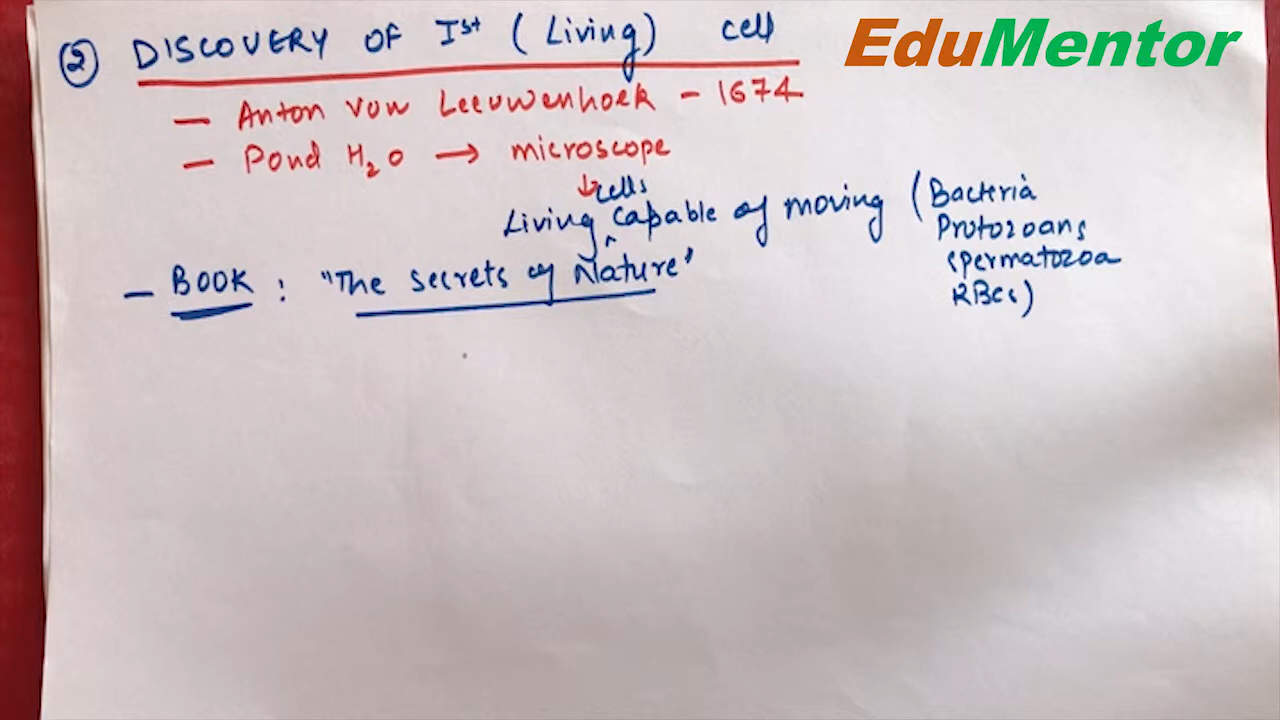 ② DISCOVERY OF Ist (Living) cell
EduMentor
— Anton von Leeuwenhoek - 1674
— Pond H2O → microscope
↓ cells
Living ^ capable of moving (Bacteria
Protozoans
spermatozoa
RBCs)
— BOOK : "The secrets of Nature"